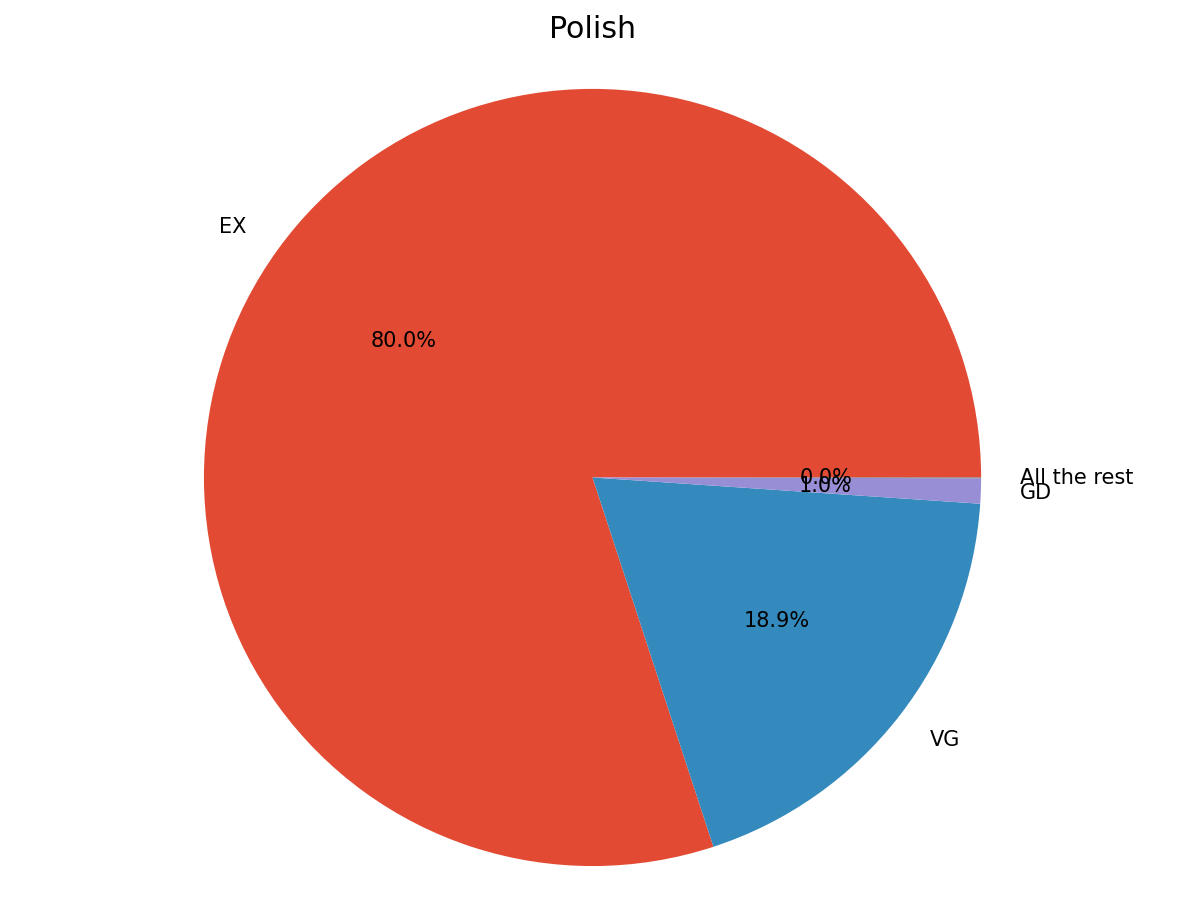 Polish
EX
80.0%
0.0%
All the rest
1.0%
GD
18.9%
VG